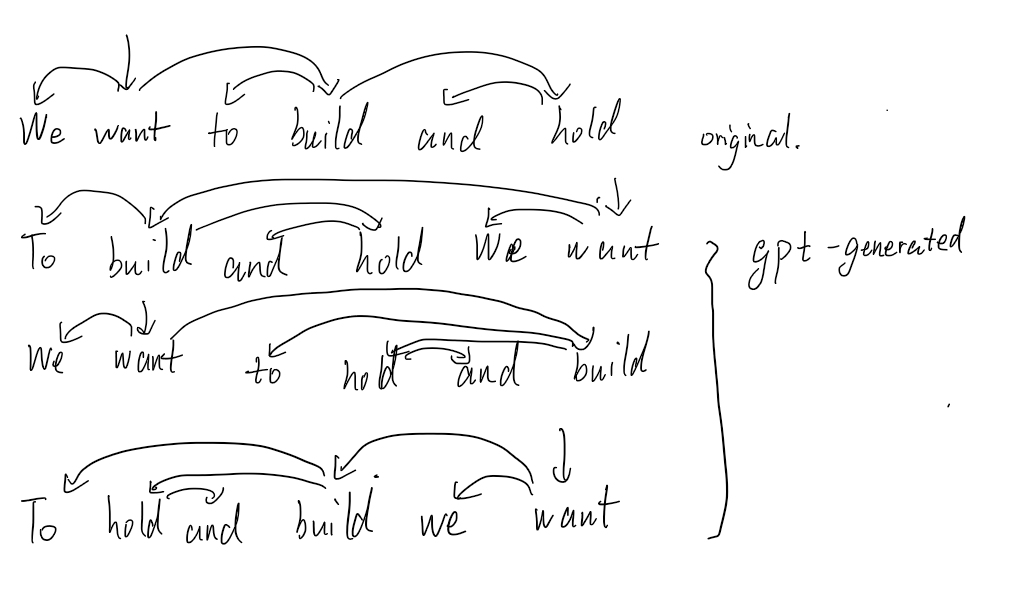 We want to build and hold original.
To build and hold We want
gpt-generated
We want to hold and build
To hold and build we want